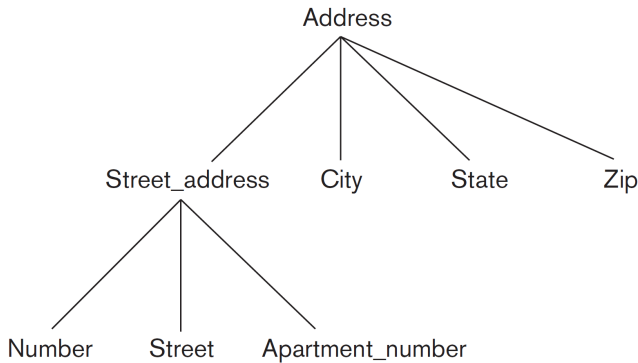 Address
Street_address City State Zip
Number Street Apartment_number